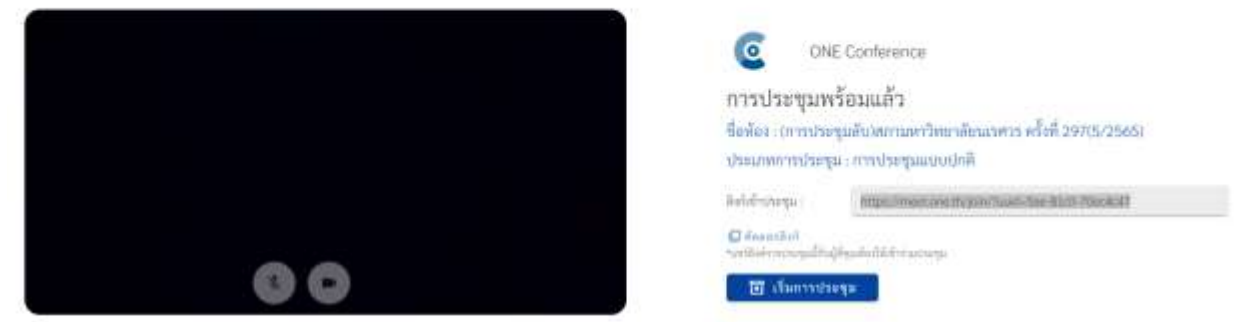 ONE Conference
การประชุมพร้อมแล้ว
ชื่อห้อง : (การประชุมลับ)สภามหาวิทยาลัยนเรศวร ครั้งที่ 297(5/2565)
ประเภทการประชุม : การประชุมแบบปกติ
ลิงก์เข้าประชุม :
คัดลอกลิงก์
เริ่มการประชุม